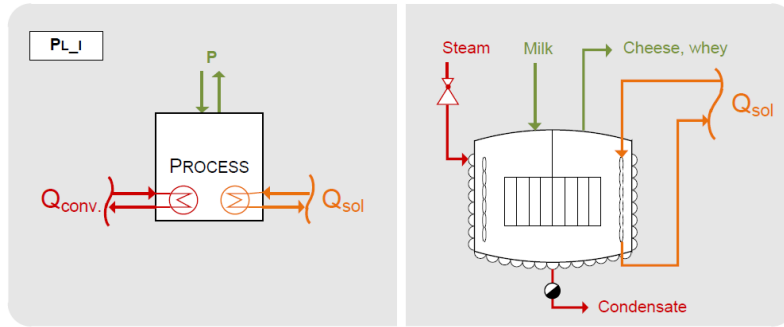 PL_I
P
PROCESS
Qconv.
Qsol
Steam
Milk
Cheese, whey
Qsol
Condensate